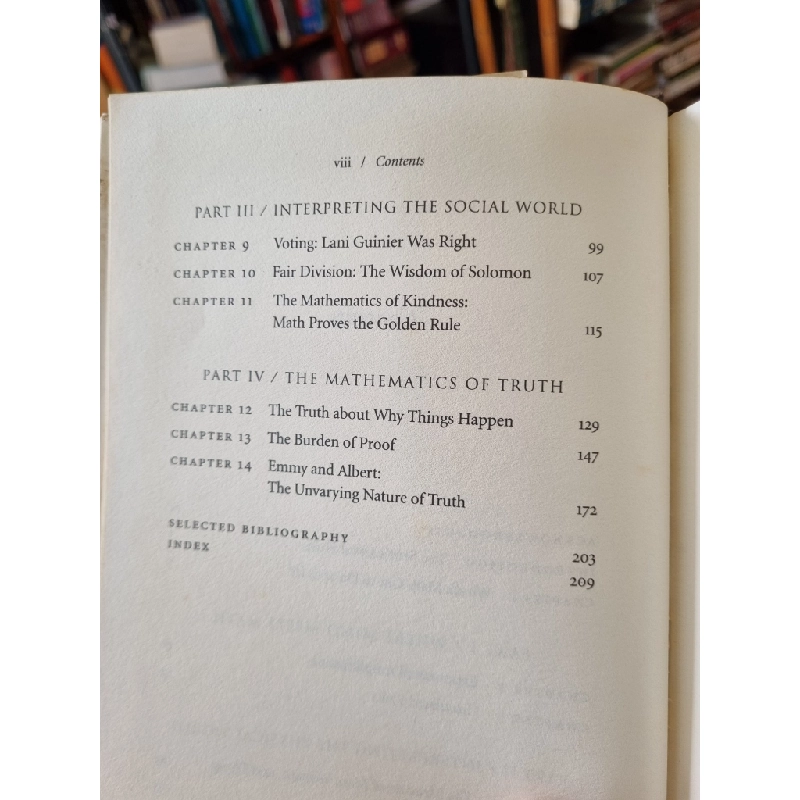 viii / Contents
PART III / INTERPRETING THE SOCIAL WORLD
CHAPTER 9 Voting: Lani Guinier Was Right 99
CHAPTER 10 Fair Division: The Wisdom of Solomon 107
CHAPTER 11 The Mathematics of Kindness:
Math Proves the Golden Rule 115
PART IV / THE MATHEMATICS OF TRUTH
CHAPTER 12 The Truth about Why Things Happen 129
CHAPTER 13 The Burden of Proof 147
CHAPTER 14 Emmy and Albert:
The Unvarying Nature of Truth 172
SELECTED BIBLIOGRAPHY 203
INDEX 209